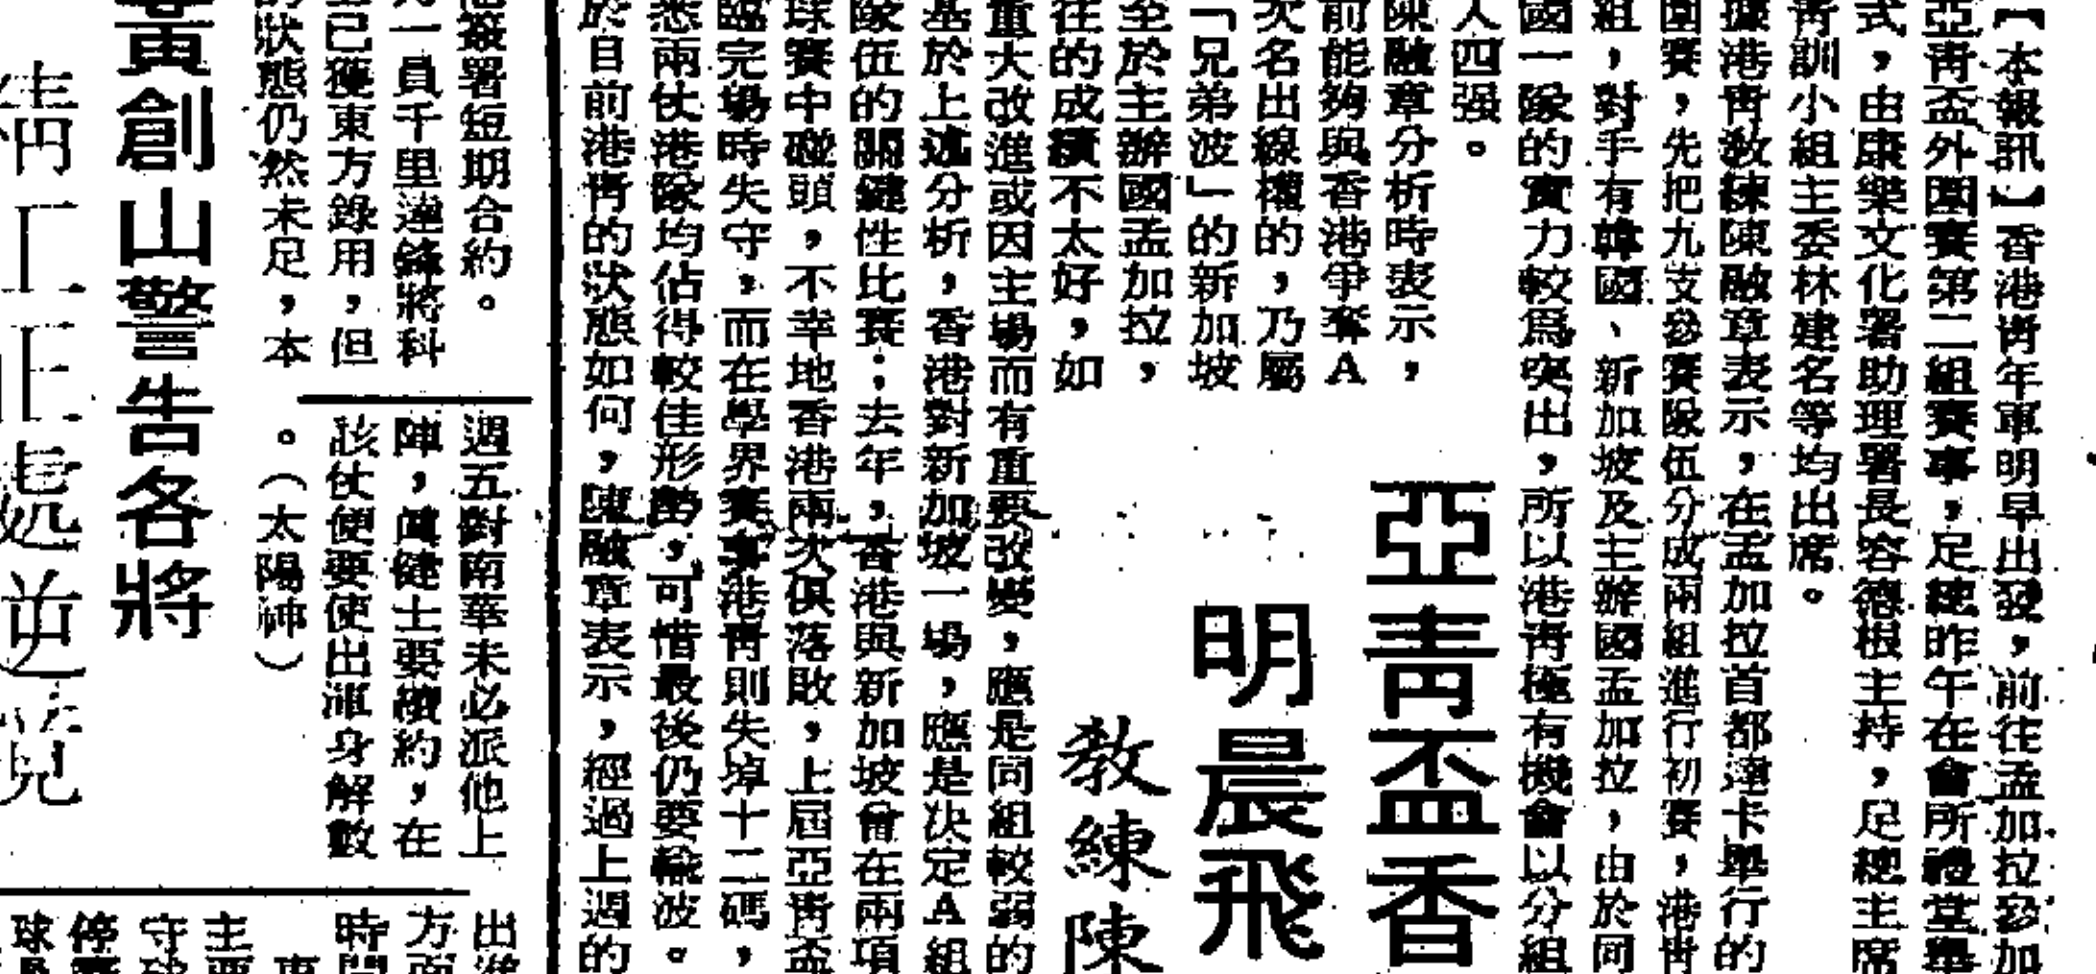 【本報訊】香港青年軍明早出發，前往孟加拉參加
亞青盃外圍賽第二組賽事，足總昨午在會所禮堂舉
式，由康樂文化署助理署長容德根主持，足總主席
青訓小組主委林建名等均出席。
據港青教練陳融章表示，在孟加拉首都達卡舉行的
圍賽，先把九支參賽隊伍分成兩組進行初賽，港青
組，對手有韓國、新加坡及主辦國孟加拉，由於同
國一隊的實力較為突出，所以港青極有機會以分組
人四强。
陳融章分析時表示，
前能夠與香港爭奪A
次名出線權的，乃屬
「兄弟波」的新加坡
至於主辦國孟加拉，
往的成績不太好，如
亞青盃香
明晨飛
教練陳
重大改進或因主場而有重要改變，應是同組較弱的
基於上述分析，香港對新加坡一場，應是決定A組
隊伍的關鍵性比賽；去年，香港與新加坡曾在兩項
球賽中碰頭，不幸地香港兩次俱落敗，上屆亞青盃
臨完場時失守，而在學界賽事港青則失掉十二碼，
悉兩仗港隊均佔得較佳形勢，可惜最後仍要輸波。
於目前港青的狀態如何，陳融章表示，經過上週的
簽署短期合約。
一員千里達鋒將科
已獲東方錄用，但
狀態仍然未足，本
週五對南華未必派他上
陣，真健士要續約，在
該仗便要使出渾身解數
。（太陽神）
黃創山警告各將
出
方面
時間
主要
守
停賽
球